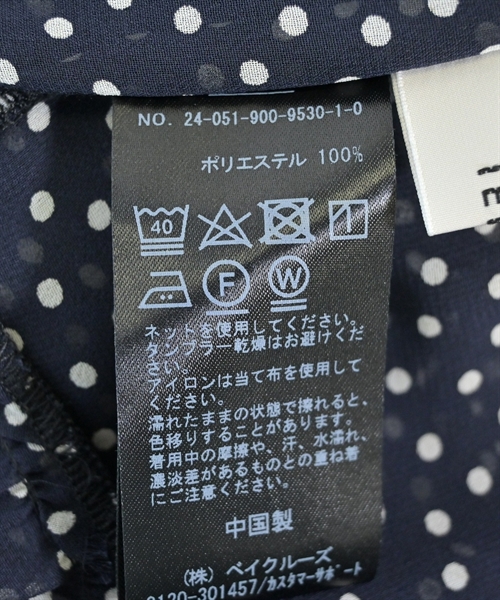 NO. 24-051-900-9530-1-0
ポリエステル 100%
40
F W
ネットを使用してください。
タンブラー乾燥はお避けくだ
さい。
アイロンは当て布を使用して
ください。
濡れたままの状態で擦れると、
色移りすることがあります。
着用中の摩擦や、汗、水濡れ、
濃淡差があるものとの重ね着
にご注意ください。
中国製
(株) ベイクルーズ
0120-301457/カスタマーサポート